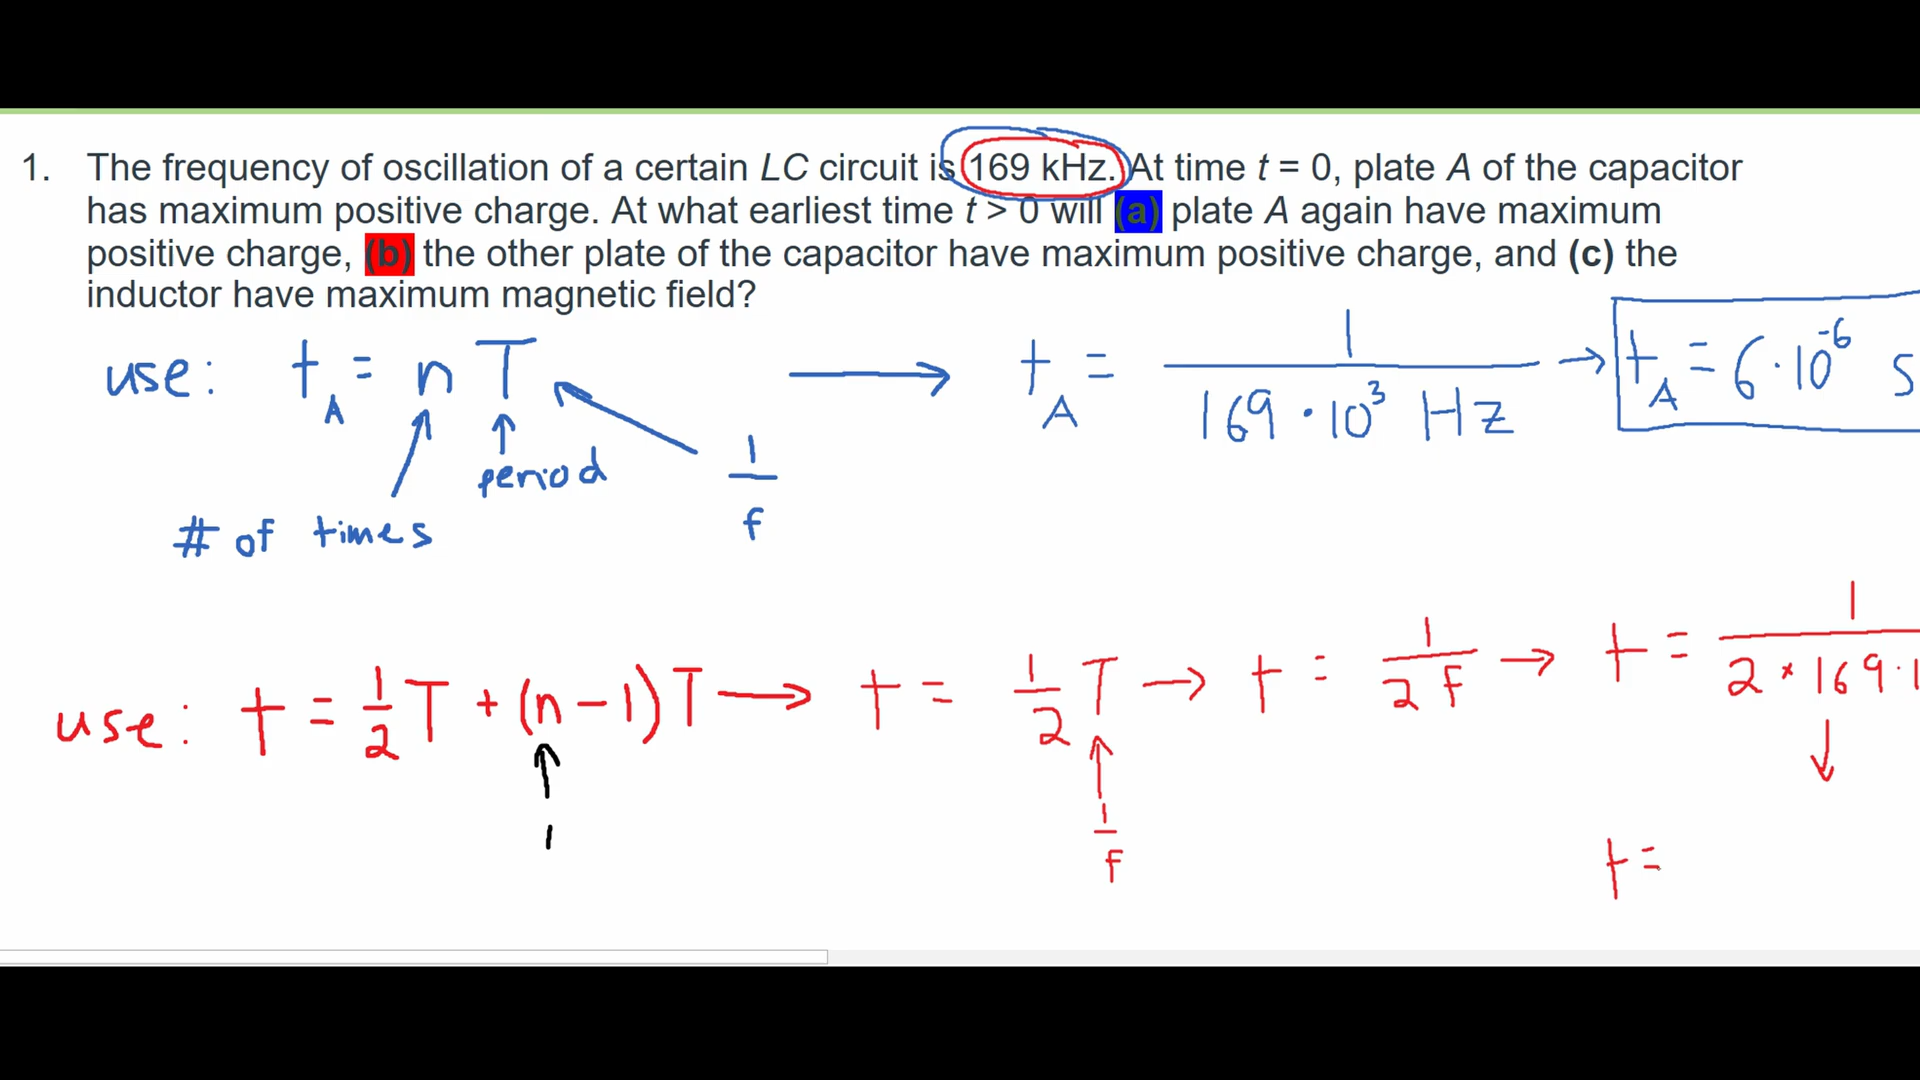 1. The frequency of oscillation of a certain LC circuit is 169 kHz. At time t = 0, plate A of the capacitor
has maximum positive charge. At what earliest time t > 0 will (a) plate A again have maximum
positive charge, (b) the other plate of the capacitor have maximum positive charge, and (c) the
inductor have maximum magnetic field?
use: t_A = n T → t_A = 1 / 169 · 10³ Hz → t_A = 6 · 10⁻⁶ s
period
# of times
1 / f
use: t = 1/2 T + (n – 1) T → t = 1/2 T → t = 1 / 2 f → t = 1 / 2 × 169 · 1
1
1 / f
t =